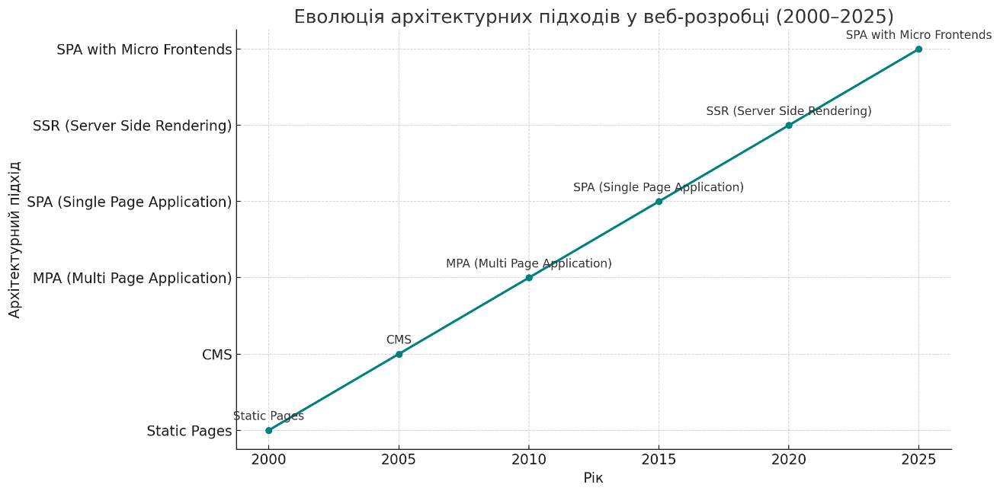 Еволюція архітектурних підходів у веб-розробці (2000–2025)
SPA with Micro Frontends
SPA with Micro Frontends
SSR (Server Side Rendering)
SSR (Server Side Rendering)
SPA (Single Page Application)
SPA (Single Page Application)
MPA (Multi Page Application)
MPA (Multi Page Application)
CMS
CMS
Static Pages
Static Pages
Архітектурний підхід
2000 2005 2010 2015 2020 2025
Рік